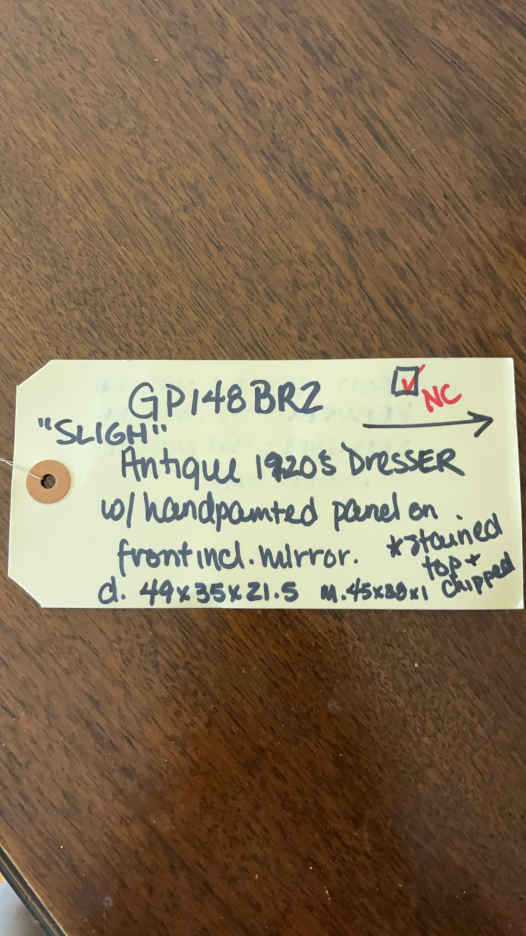 GP148BR2
NC
"SLIGH"
Antique 1920's DRESSER
w/ handpainted panel on
front incl. mirror.
*stained
top +
chipped
d. 49x35x21.5 M. 45x38x1